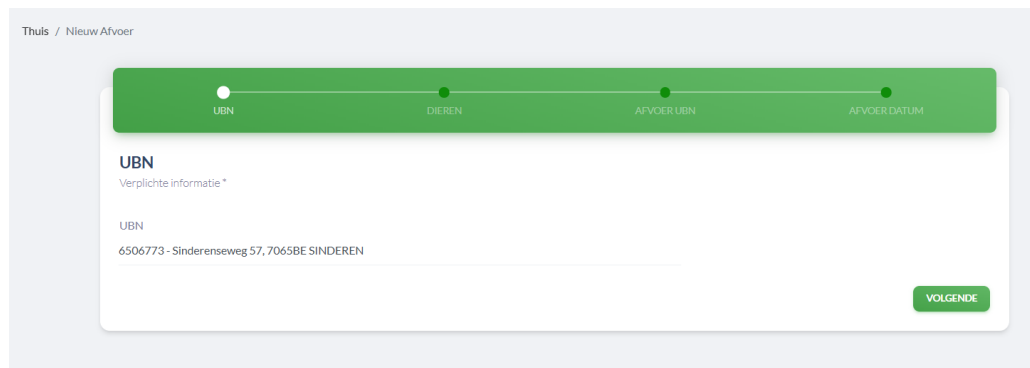 Thuis / Nieuw Afvoer
UBN DIEREN AFVOER UBN AFVOER DATUM
UBN
Verplichte informatie *
UBN
6506773 - Sinderenseweg 57, 7065BE SINDEREN
VOLGENDE